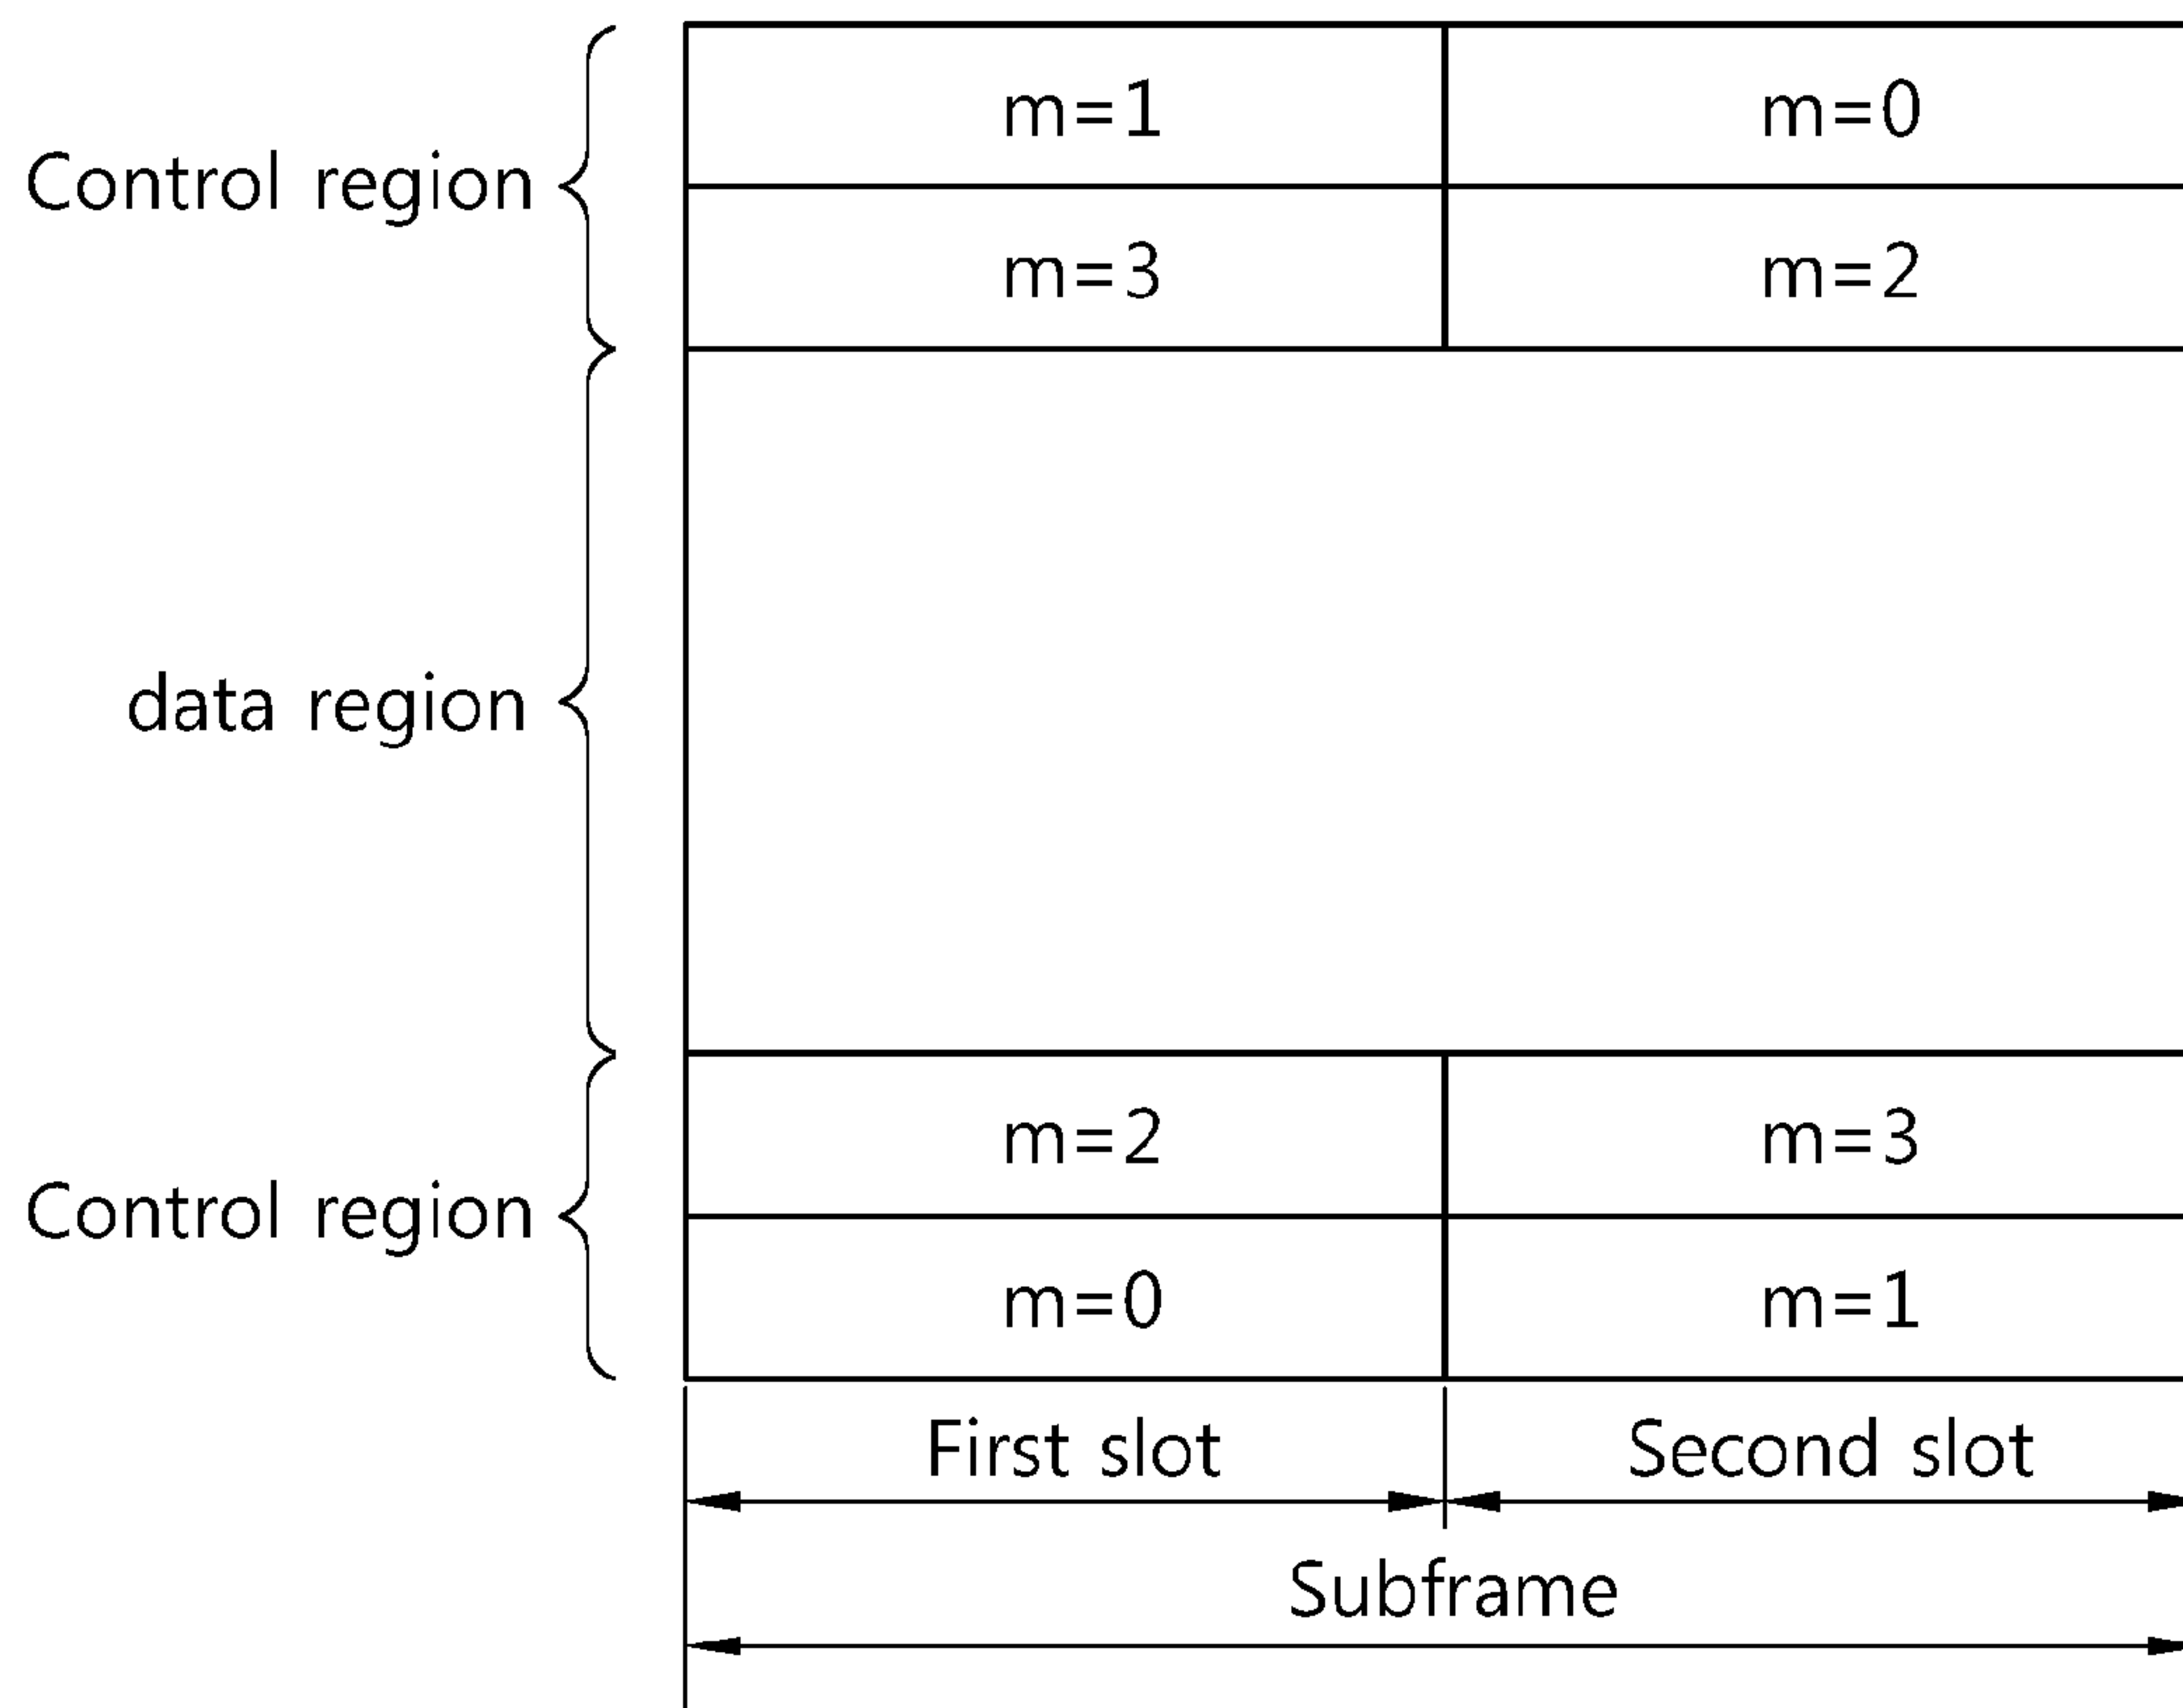 m=1 m=0
Control region
m=3 m=2
data region
m=2 m=3
Control region
m=0 m=1
First slot Second slot
Subframe